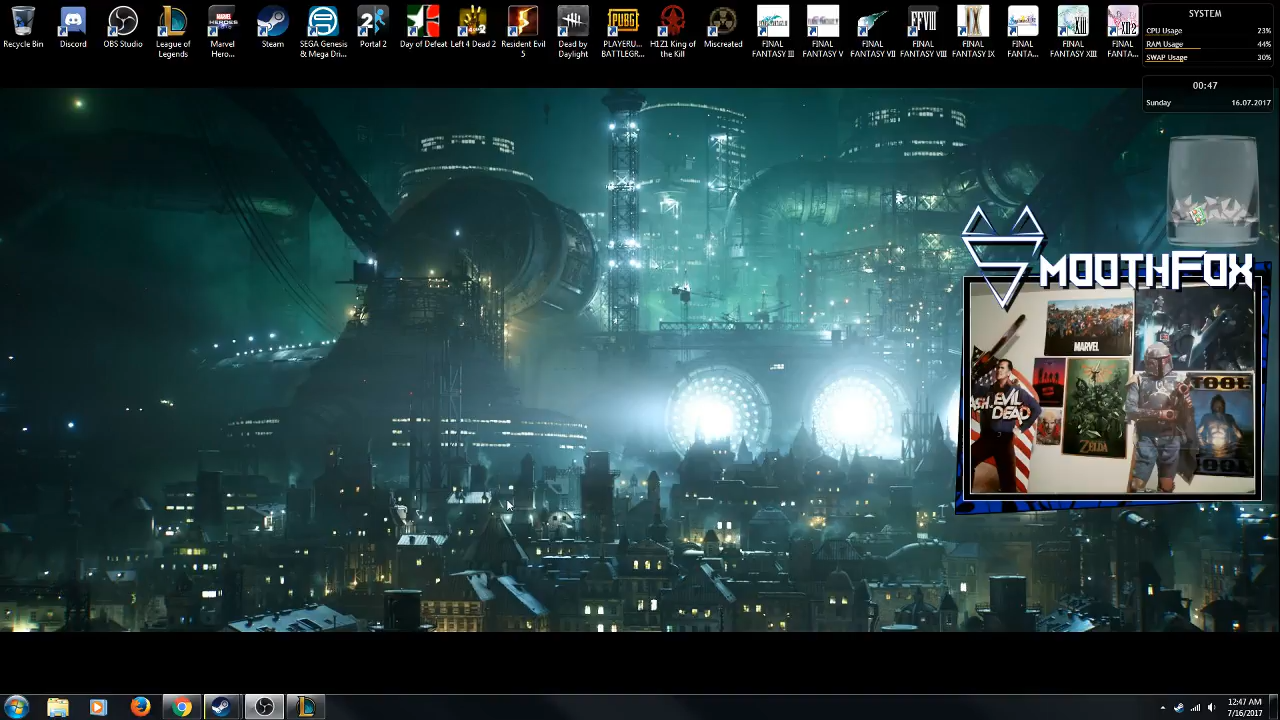 Recycle Bin
Discord
OBS Studio
League of
Legends
Marvel
Hero...
Steam
SEGA Genesis
& Mega Dri...
Portal 2
Day of Defeat
Left 4 Dead 2
Resident Evil
5
Dead by
Daylight
PLAYERU...
BATTLEGR...
H1Z1 King of
the Kill
Miscreated
FINAL
FANTASY III
FINAL
FANTASY V
FINAL
FANTASY VII
FINAL
FANTASY VIII
FINAL
FANTASY IX
FINAL
FANTA...
FINAL
FANTASY XIII
FINAL
FANTA...
SYSTEM
CPU Usage 23%
RAM Usage 44%
SWAP Usage 30%
00:47
Sunday 16.07.2017
SMOOTHFOX
MARVEL
EVIL
DEAD
ZELDA
TOOL
12:47 AM
7/16/2017